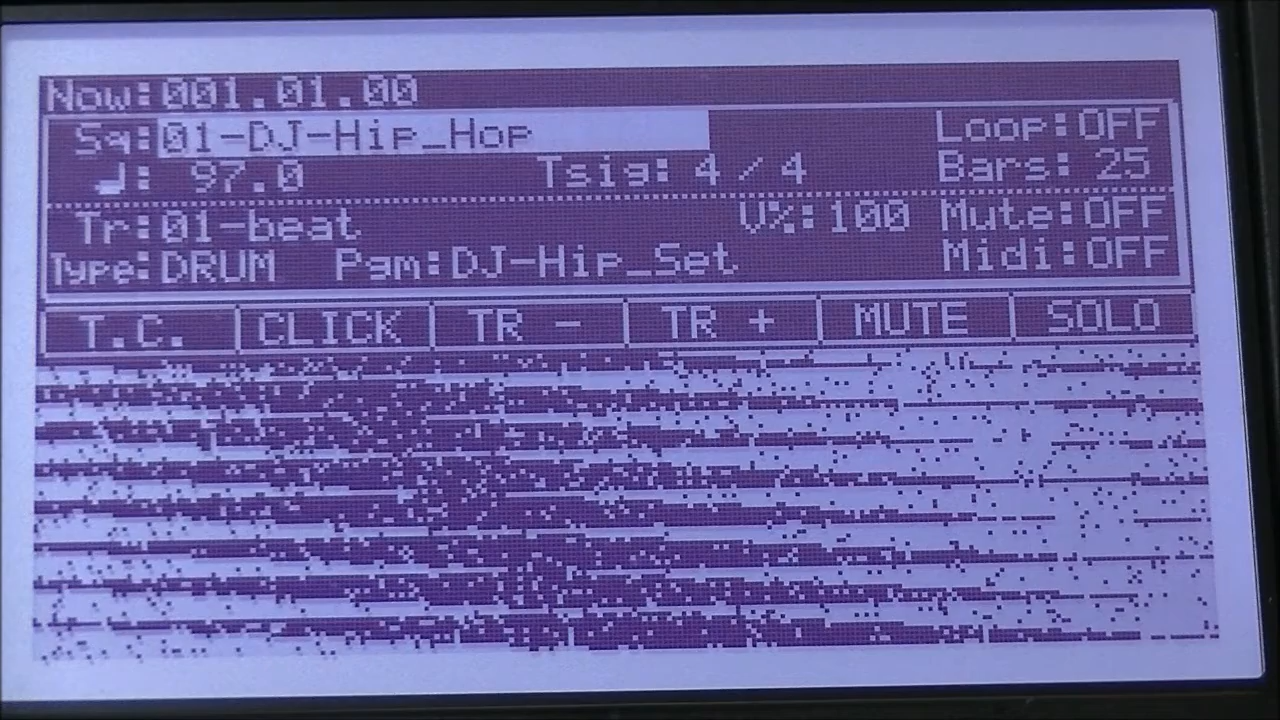 Now:001.01.00
Sq:01-DJ-Hip_Hop Loop:OFF
♩: 97.0 Tsig: 4 / 4 Bars: 25
Tr:01-beat V%:100 Mute:OFF
Type:DRUM Pgm:DJ-Hip_Set Midi:OFF
T.C. CLICK TR - TR + MUTE SOLO